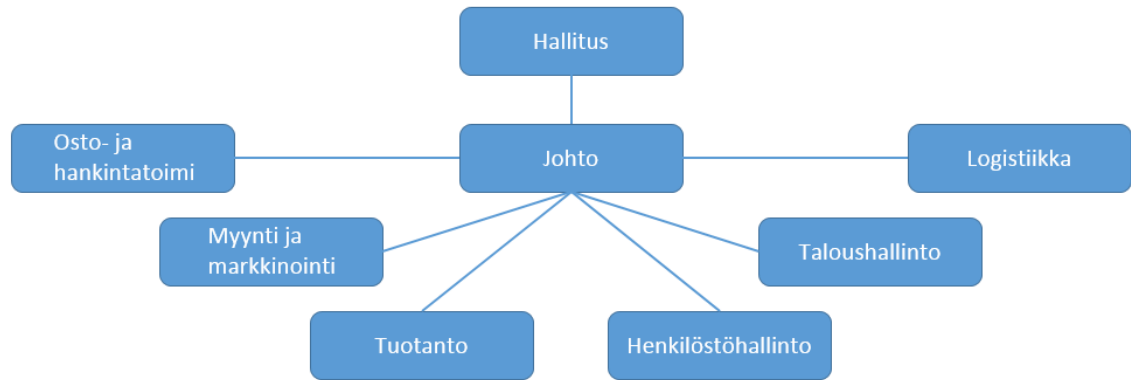 Hallitus
Osto- ja
hankintatoimi
Johto
Logistiikka
Myynti ja
markkinointi
Taloushallinto
Tuotanto
Henkilöstöhallinto